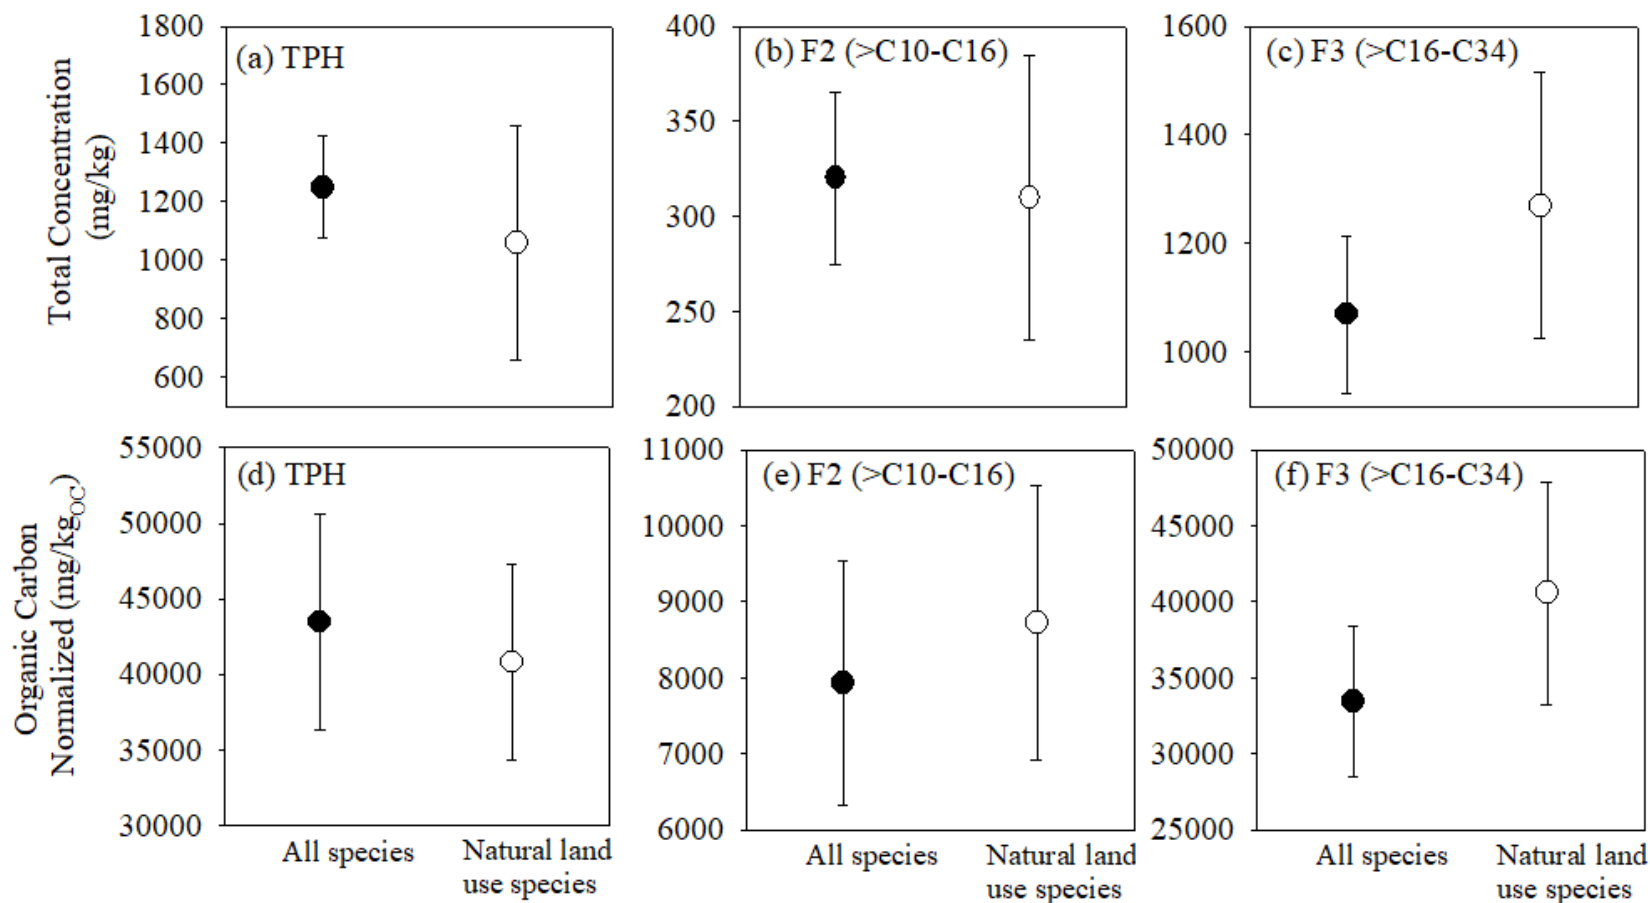 Total Concentration
(mg/kg)
(a) TPH
1800
1600
1400
1200
1000
800
600
(b) F2 (>C10-C16)
400
350
300
250
200
(c) F3 (>C16-C34)
1600
1400
1200
1000
Organic Carbon
Normalized (mg/kgOC)
(d) TPH
55000
50000
45000
40000
35000
30000
All species
Natural land
use species
(e) F2 (>C10-C16)
11000
10000
9000
8000
7000
6000
All species
Natural land
use species
(f) F3 (>C16-C34)
50000
45000
40000
35000
30000
25000
All species
Natural land
use species